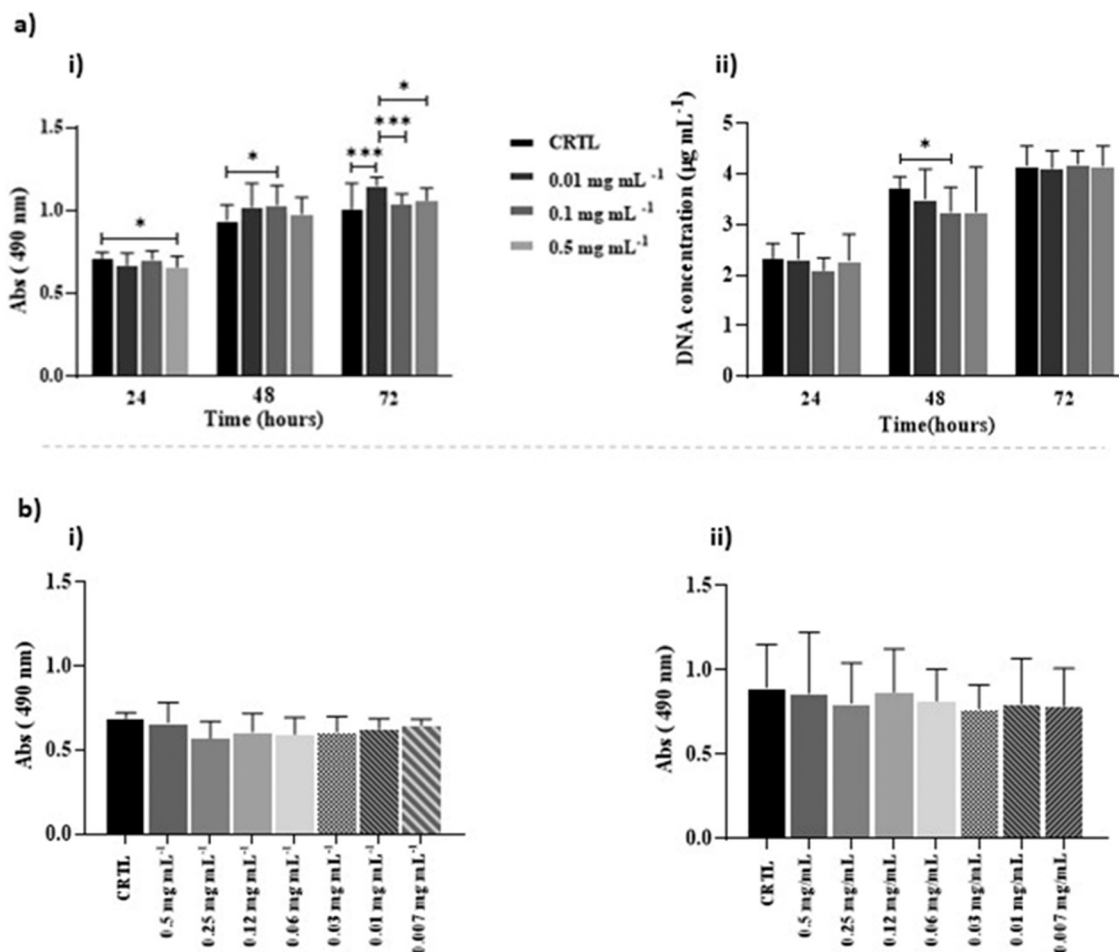 a)
i)
Abs ( 490 nm)
1.5
1.0
0.5
0.0
*
*
***
***
*
24 48 72
Time (hours)
CRTL
0.01 mg mL⁻¹
0.1 mg mL⁻¹
0.5 mg mL⁻¹
ii)
DNA concentration (µg mL⁻¹)
5
4
3
2
1
0
*
24 48 72
Time(hours)
b)
i)
Abs ( 490 nm)
1.5
1.0
0.5
0.0
CRTL
0.5 mg mL⁻¹
0.25 mg mL⁻¹
0.12 mg mL⁻¹
0.06 mg mL⁻¹
0.03 mg mL⁻¹
0.01 mg mL⁻¹
0.007 mg mL⁻¹
ii)
Abs ( 490 nm)
1.5
1.0
0.5
0.0
CRTL
0.5 mg/mL
0.25 mg/mL
0.12 mg/mL
0.06 mg/mL
0.03 mg/mL
0.01 mg/mL
0.007 mg/mL